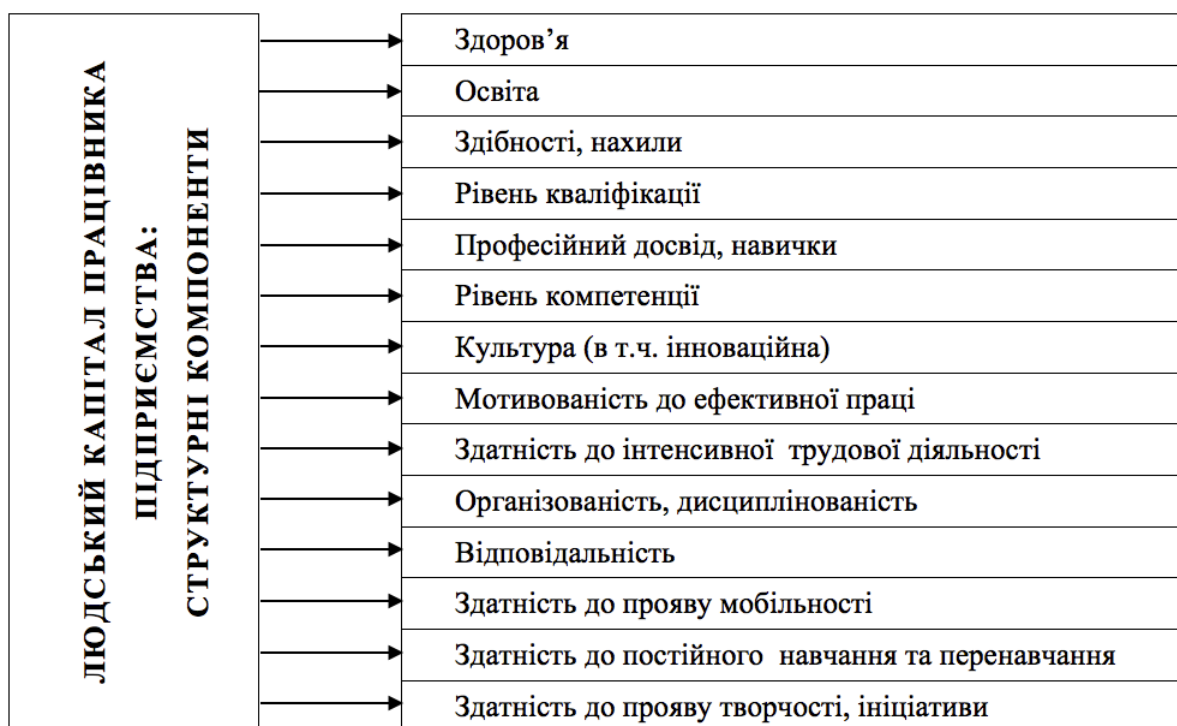 ЛЮДСЬКИЙ КАПІТАЛ ПРАЦІВНИКА
ПІДПРИЄМСТВА:
СТРУКТУРНІ КОМПОНЕНТИ
Здоров’я
Освіта
Здібності, нахили
Рівень кваліфікації
Професійний досвід, навички
Рівень компетенції
Культура (в т.ч. інноваційна)
Мотивованість до ефективної праці
Здатність до інтенсивної трудової діяльності
Організованість, дисциплінованість
Відповідальність
Здатність до прояву мобільності
Здатність до постійного навчання та перенавчання
Здатність до прояву творчості, ініціативи